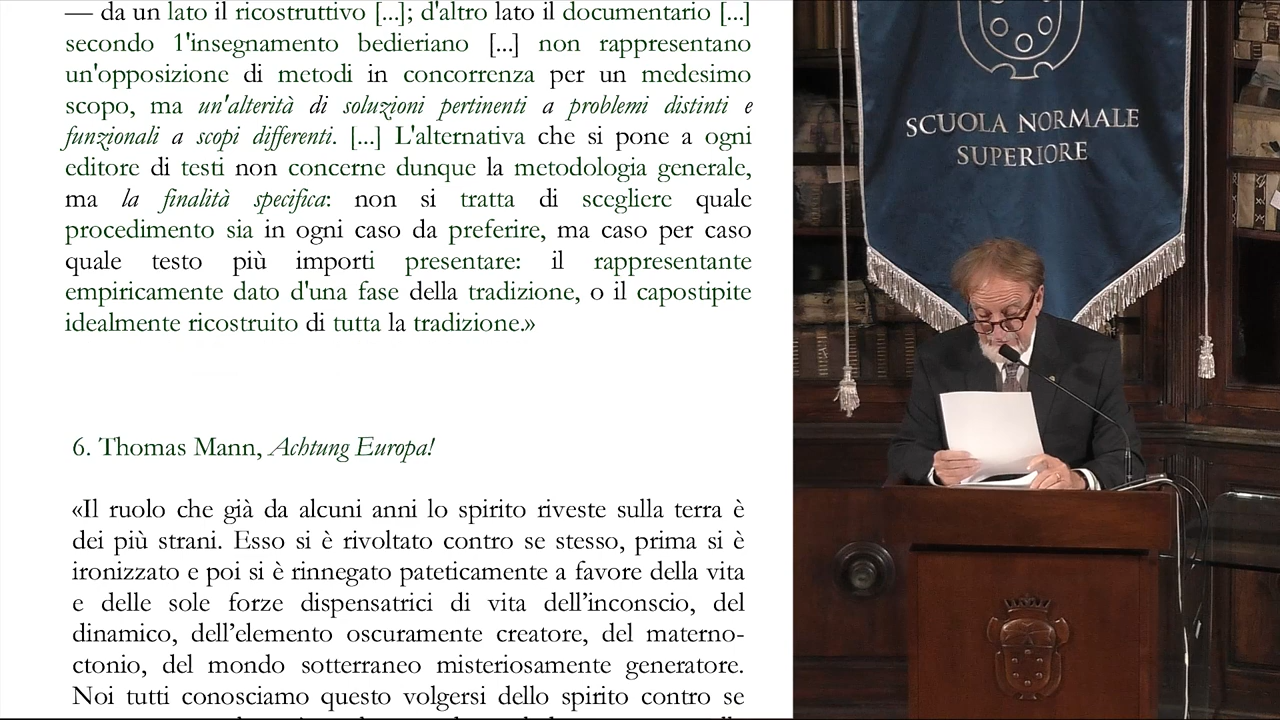 — da un lato il ricostruttivo [...]; d'altro lato il documentario [...]
secondo 1'insegnamento bedieriano [...] non rappresentano
un'opposizione di metodi in concorrenza per un medesimo
scopo, ma un'alterità di soluzioni pertinenti a problemi distinti e
funzionali a scopi differenti. [...] L'alternativa che si pone a ogni
editore di testi non concerne dunque la metodologia generale,
ma la finalità specifica: non si tratta di scegliere quale
procedimento sia in ogni caso da preferire, ma caso per caso
quale testo più importi presentare: il rappresentante
empiricamente dato d'una fase della tradizione, o il capostipite
idealmente ricostruito di tutta la tradizione.»
6. Thomas Mann, Achtung Europa!
«Il ruolo che già da alcuni anni lo spirito riveste sulla terra è
dei più strani. Esso si è rivoltato contro se stesso, prima si è
ironizzato e poi si è rinnegato pateticamente a favore della vita
e delle sole forze dispensatrici di vita dell’inconscio, del
dinamico, dell’elemento oscuramente creatore, del materno-
ctonio, del mondo sotterraneo misteriosamente generatore.
Noi tutti conosciamo questo volgersi dello spirito contro se
SCUOLA NORMALE
SUPERIORE